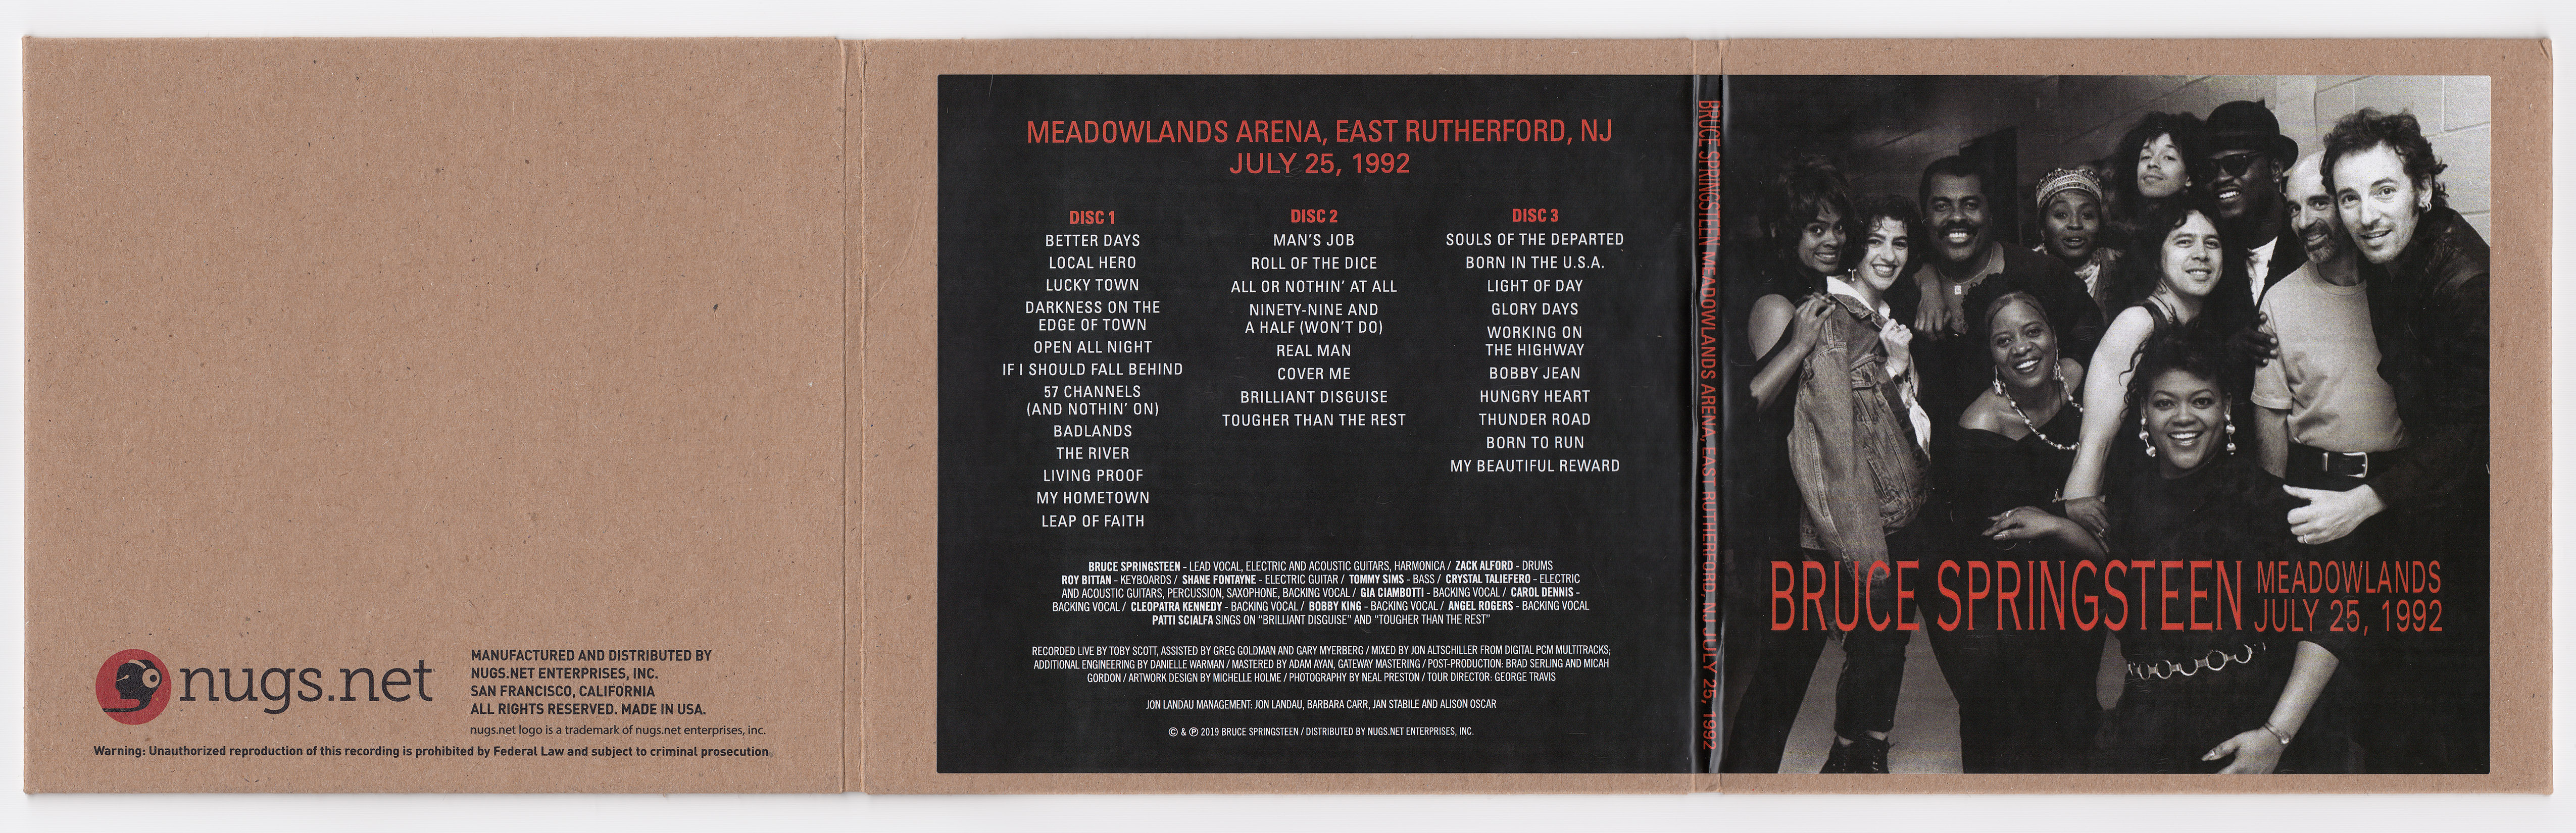 nugs.net
MANUFACTURED AND DISTRIBUTED BY
NUGS.NET ENTERPRISES, INC.
SAN FRANCISCO, CALIFORNIA
ALL RIGHTS RESERVED. MADE IN USA.
nugs.net logo is a trademark of nugs.net enterprises, inc.
Warning: Unauthorized reproduction of this recording is prohibited by Federal Law and subject to criminal prosecution.
MEADOWLANDS ARENA, EAST RUTHERFORD, NJ
JULY 25, 1992
DISC 1
BETTER DAYS
LOCAL HERO
LUCKY TOWN
DARKNESS ON THE
EDGE OF TOWN
OPEN ALL NIGHT
IF I SHOULD FALL BEHIND
57 CHANNELS
(AND NOTHIN' ON)
BADLANDS
THE RIVER
LIVING PROOF
MY HOMETOWN
LEAP OF FAITH
DISC 2
MAN'S JOB
ROLL OF THE DICE
ALL OR NOTHIN' AT ALL
NINETY-NINE AND
A HALF (WON'T DO)
REAL MAN
COVER ME
BRILLIANT DISGUISE
TOUGHER THAN THE REST
DISC 3
SOULS OF THE DEPARTED
BORN IN THE U.S.A.
LIGHT OF DAY
GLORY DAYS
WORKING ON
THE HIGHWAY
BOBBY JEAN
HUNGRY HEART
THUNDER ROAD
BORN TO RUN
MY BEAUTIFUL REWARD
BRUCE SPRINGSTEEN - LEAD VOCAL, ELECTRIC AND ACOUSTIC GUITARS, HARMONICA / ZACK ALFORD - DRUMS
ROY BITTAN - KEYBOARDS / SHANE FONTAYNE - ELECTRIC GUITAR / TOMMY SIMS - BASS / CRYSTAL TALIEFERO - ELECTRIC
AND ACOUSTIC GUITARS, PERCUSSION, SAXOPHONE, BACKING VOCAL / GIA CIAMBOTTI - BACKING VOCAL / CAROL DENNIS -
BACKING VOCAL / CLEOPATRA KENNEDY - BACKING VOCAL / BOBBY KING - BACKING VOCAL / ANGEL ROGERS - BACKING VOCAL
PATTI SCIALFA SINGS ON "BRILLIANT DISGUISE" AND "TOUGHER THAN THE REST"
RECORDED LIVE BY TOBY SCOTT, ASSISTED BY GREG GOLDMAN AND GARY MYERBERG / MIXED BY JON ALTSCHILLER FROM DIGITAL PCM MULTITRACKS;
ADDITIONAL ENGINEERING BY DANIELLE WARMAN / MASTERED BY ADAM AYAN, GATEWAY MASTERING / POST-PRODUCTION: BRAD SERLING AND MICAH
GORDON / ARTWORK DESIGN BY MICHELLE HOLME / PHOTOGRAPHY BY NEAL PRESTON / TOUR DIRECTOR: GEORGE TRAVIS
JON LANDAU MANAGEMENT: JON LANDAU, BARBARA CARR, JAN STABILE AND ALISON OSCAR
© & ℗ 2019 BRUCE SPRINGSTEEN / DISTRIBUTED BY NUGS.NET ENTERPRISES, INC.
BRUCE SPRINGSTEEN MEADOWLANDS ARENA, EAST RUTHERFORD, NJ JULY 25, 1992
BRUCE SPRINGSTEEN MEADOWLANDS
JULY 25, 1992